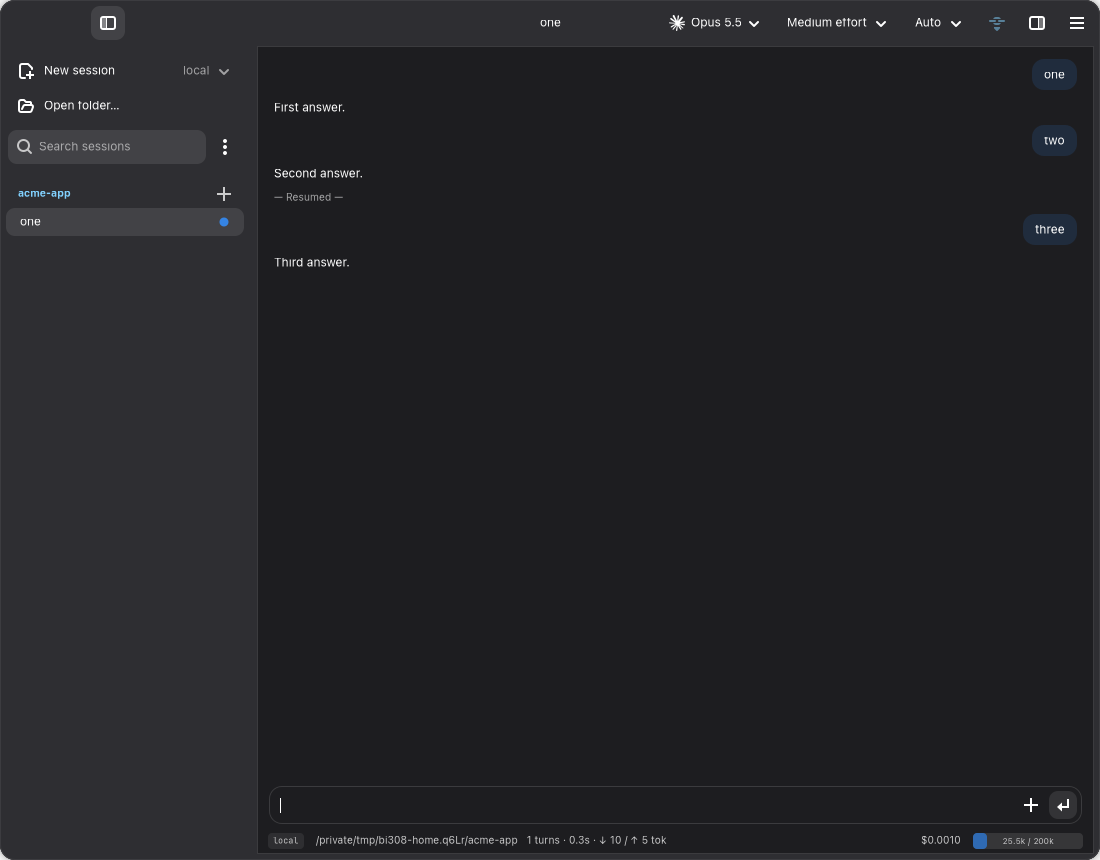 one
Opus 5.5
Medium effort
Auto
New session
local
Open folder...
Search sessions
acme-app
one
one
First answer.
two
Second answer.
— Resumed —
three
Third answer.
local
/private/tmp/bi308-home.q6Lr/acme-app
1 turns · 0.3s · ↓ 10 / ↑ 5 tok
$0.0010
25.5k / 200k